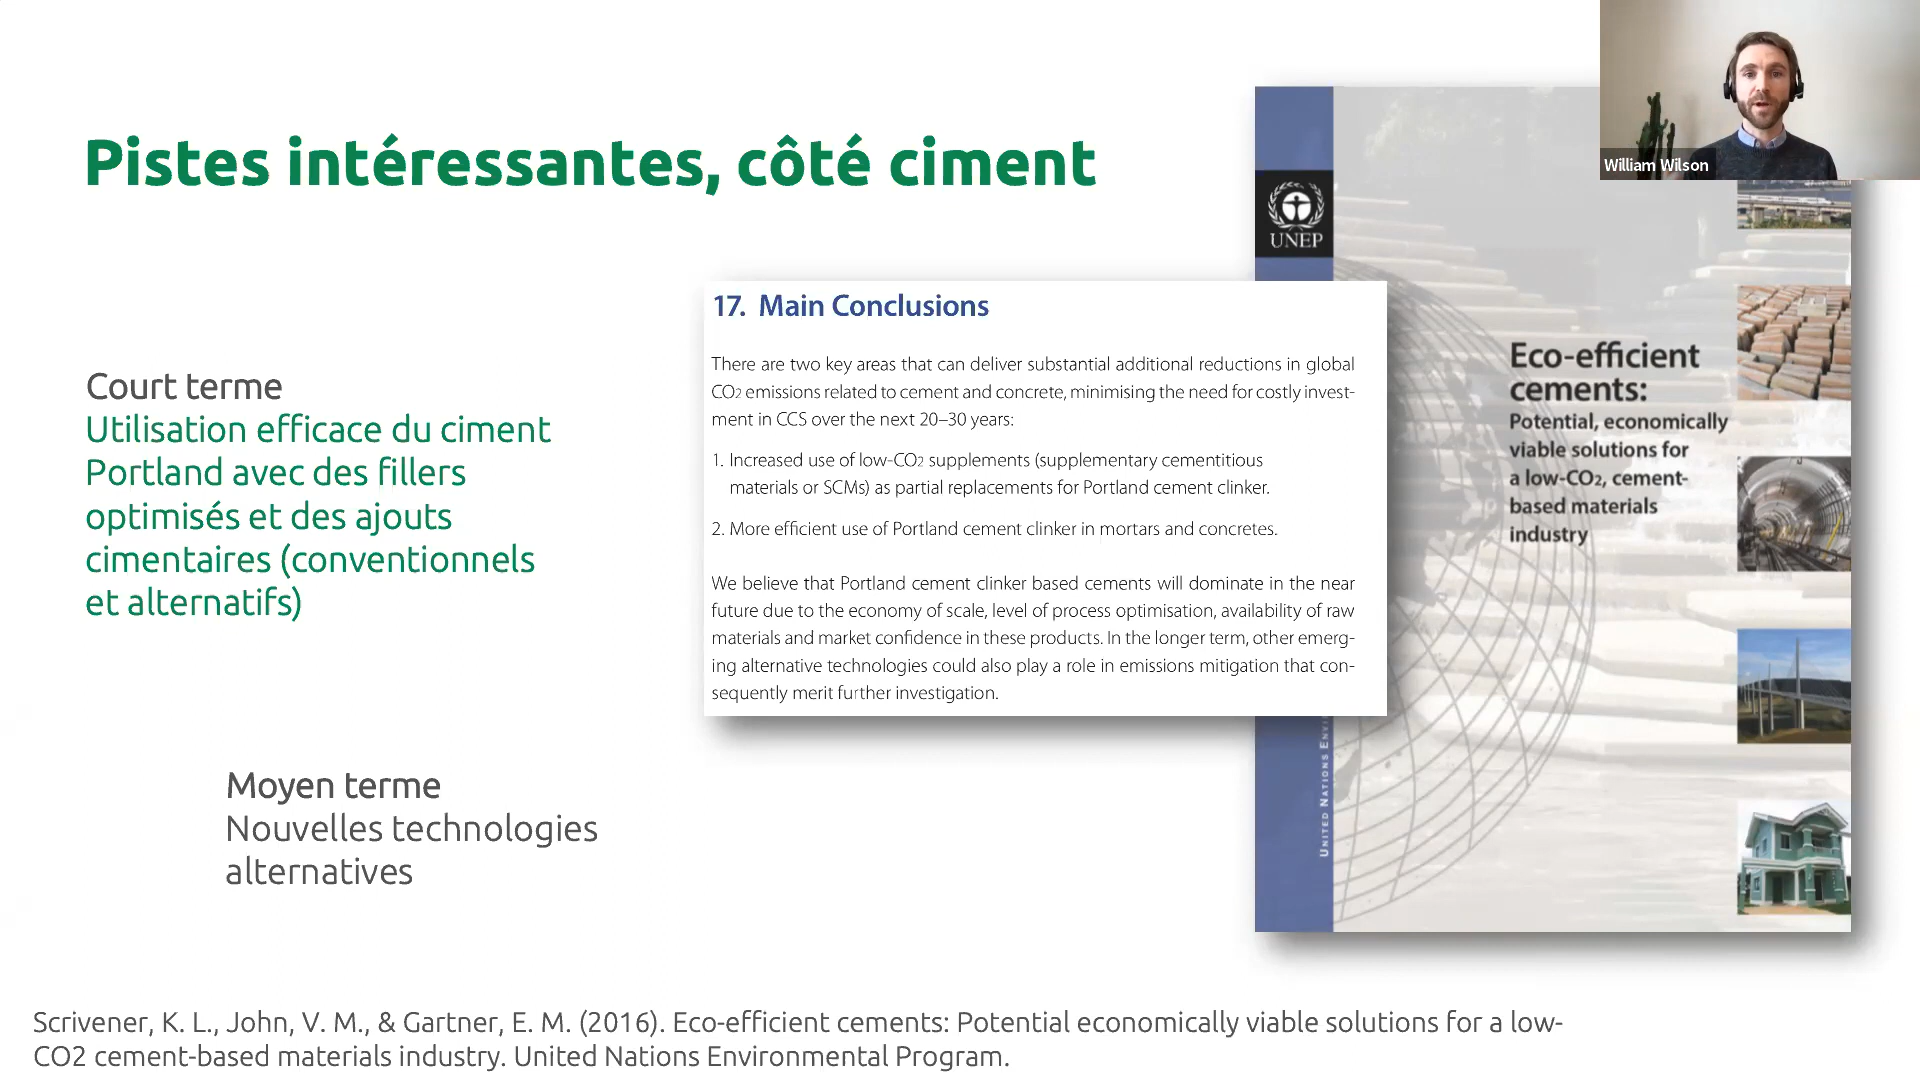 Pistes intéressantes, côté ciment
William Wilson
Court terme
Utilisation efficace du ciment
Portland avec des fillers
optimisés et des ajouts
cimentaires (conventionnels
et alternatifs)
Moyen terme
Nouvelles technologies
alternatives
17. Main Conclusions
There are two key areas that can deliver substantial additional reductions in global
CO2 emissions related to cement and concrete, minimising the need for costly invest-
ment in CCS over the next 20–30 years:
1. Increased use of low-CO2 supplements (supplementary cementitious
materials or SCMs) as partial replacements for Portland cement clinker.
2. More efficient use of Portland cement clinker in mortars and concretes.
We believe that Portland cement clinker based cements will dominate in the near
future due to the economy of scale, level of process optimisation, availability of raw
materials and market confidence in these products. In the longer term, other emerg-
ing alternative technologies could also play a role in emissions mitigation that con-
sequently merit further investigation.
UNEP
Eco-efficient
cements:
Potential, economically
viable solutions for
a low-CO2, cement-
based materials
industry
United Nations
Scrivener, K. L., John, V. M., & Gartner, E. M. (2016). Eco-efficient cements: Potential economically viable solutions for a low-
CO2 cement-based materials industry. United Nations Environmental Program.